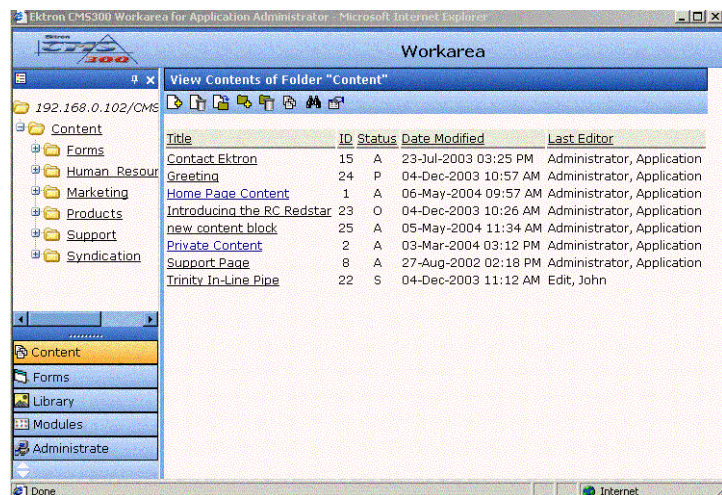 Ektron CMS300 Workarea for Application Administrator - Microsoft Internet Explorer
Ektron
CMS
300
Workarea
View Contents of Folder "Content"
192.168.0.102/CMS
Content
Forms
Human Resour
Marketing
Products
Support
Syndication
Title ID Status Date Modified Last Editor
Contact Ektron 15 A 23-Jul-2003 03:25 PM Administrator, Application
Greeting 24 P 04-Dec-2003 10:57 AM Administrator, Application
Home Page Content 1 A 06-May-2004 09:57 AM Administrator, Application
Introducing the RC Redstar 23 O 04-Dec-2003 10:26 AM Administrator, Application
new content block 25 A 05-May-2004 11:34 AM Administrator, Application
Private Content 2 A 03-Mar-2004 03:12 PM Administrator, Application
Support Page 8 A 27-Aug-2002 02:18 PM Administrator, Application
Trinity In-Line Pipe 22 S 04-Dec-2003 11:12 AM Edit, John
Content
Forms
Library
Modules
Administrate
Done
Internet